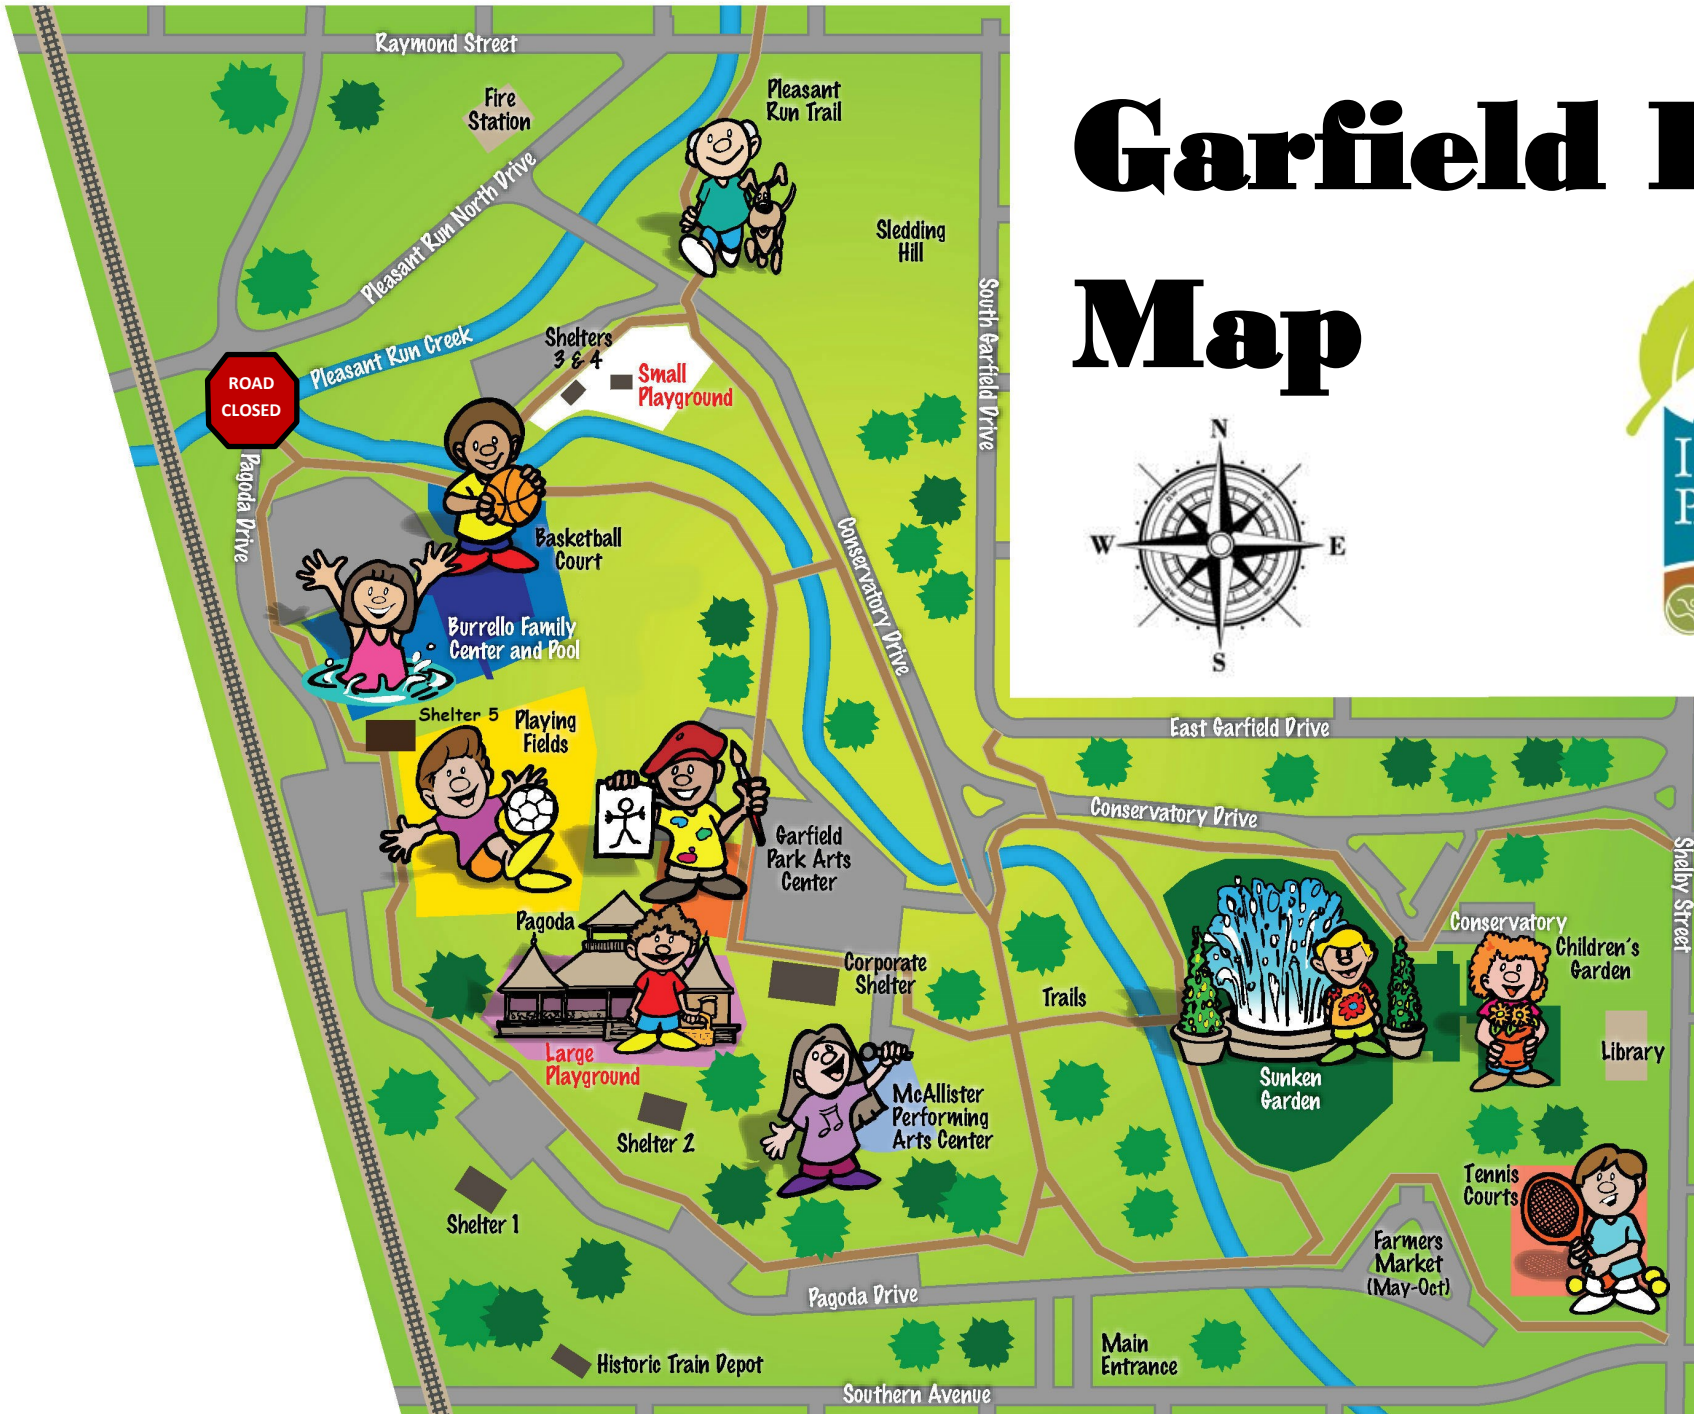 Garfield
Map
Raymond Street
Fire
Station
Pleasant
Run Trail
Pleasant Run North Drive
Sledding
Hill
South Garfield Drive
Pleasant Run Creek
ROAD
CLOSED
Shelters
3 & 4
Small
Playground
N
W
E
S
Pagoda Drive
Basketball
Court
Conservatory Drive
Burrello Family
Center and Pool
Shelter 5
Playing
Fields
East Garfield Drive
Conservatory Drive
Garfield
Park Arts
Center
Shelby Street
Pagoda
Conservatory
Children's
Garden
Corporate
Shelter
Trails
Library
Large
Playground
Sunken
Garden
McAllister
Performing
Arts Center
Shelter 2
Tennis
Courts
Shelter 1
Farmers
Market
(May-Oct)
Pagoda Drive
Main
Entrance
Historic Train Depot
Southern Avenue